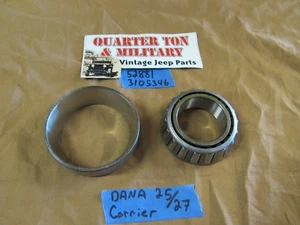 QUARTER TON
& MILITARY
Vintage Jeep Parts
52881
3105346
DANA 25/27
Carrier